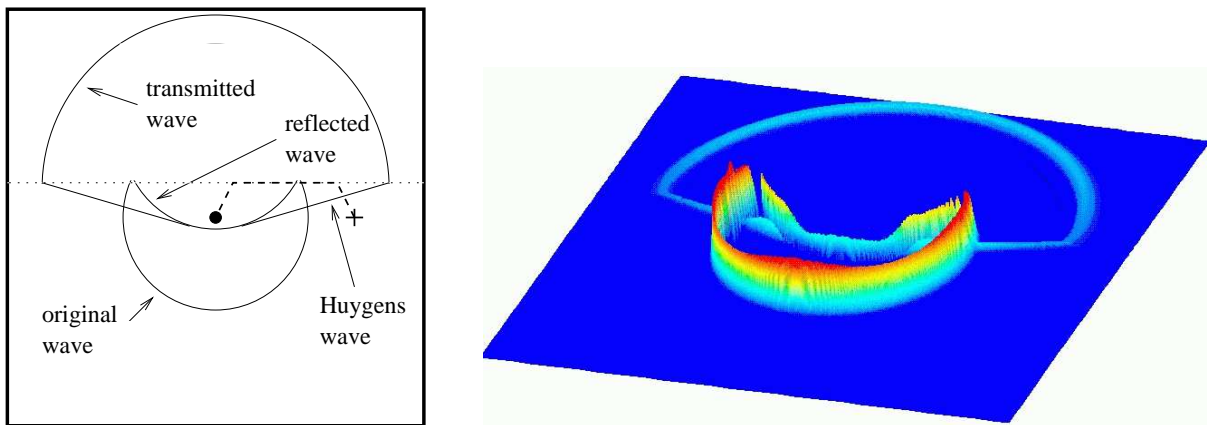 transmitted
wave
reflected
wave
original
wave
Huygens
wave